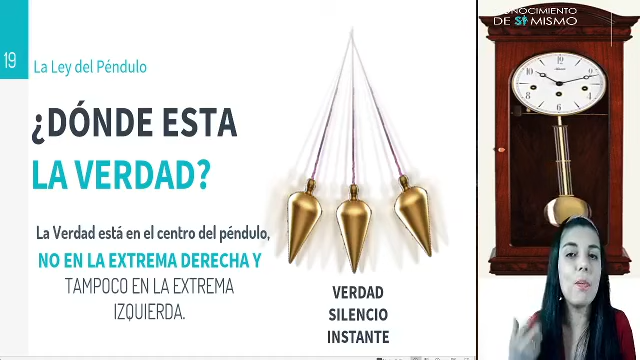 19
La Ley del Péndulo
¿DÓNDE ESTA
LA VERDAD?
La Verdad está en el centro del péndulo,
NO EN LA EXTREMA DERECHA Y
TAMPOCO EN LA EXTREMA
IZQUIERDA.
VERDAD
SILENCIO
INSTANTE
CONOCIMIENTO
DE SÍ MISMO